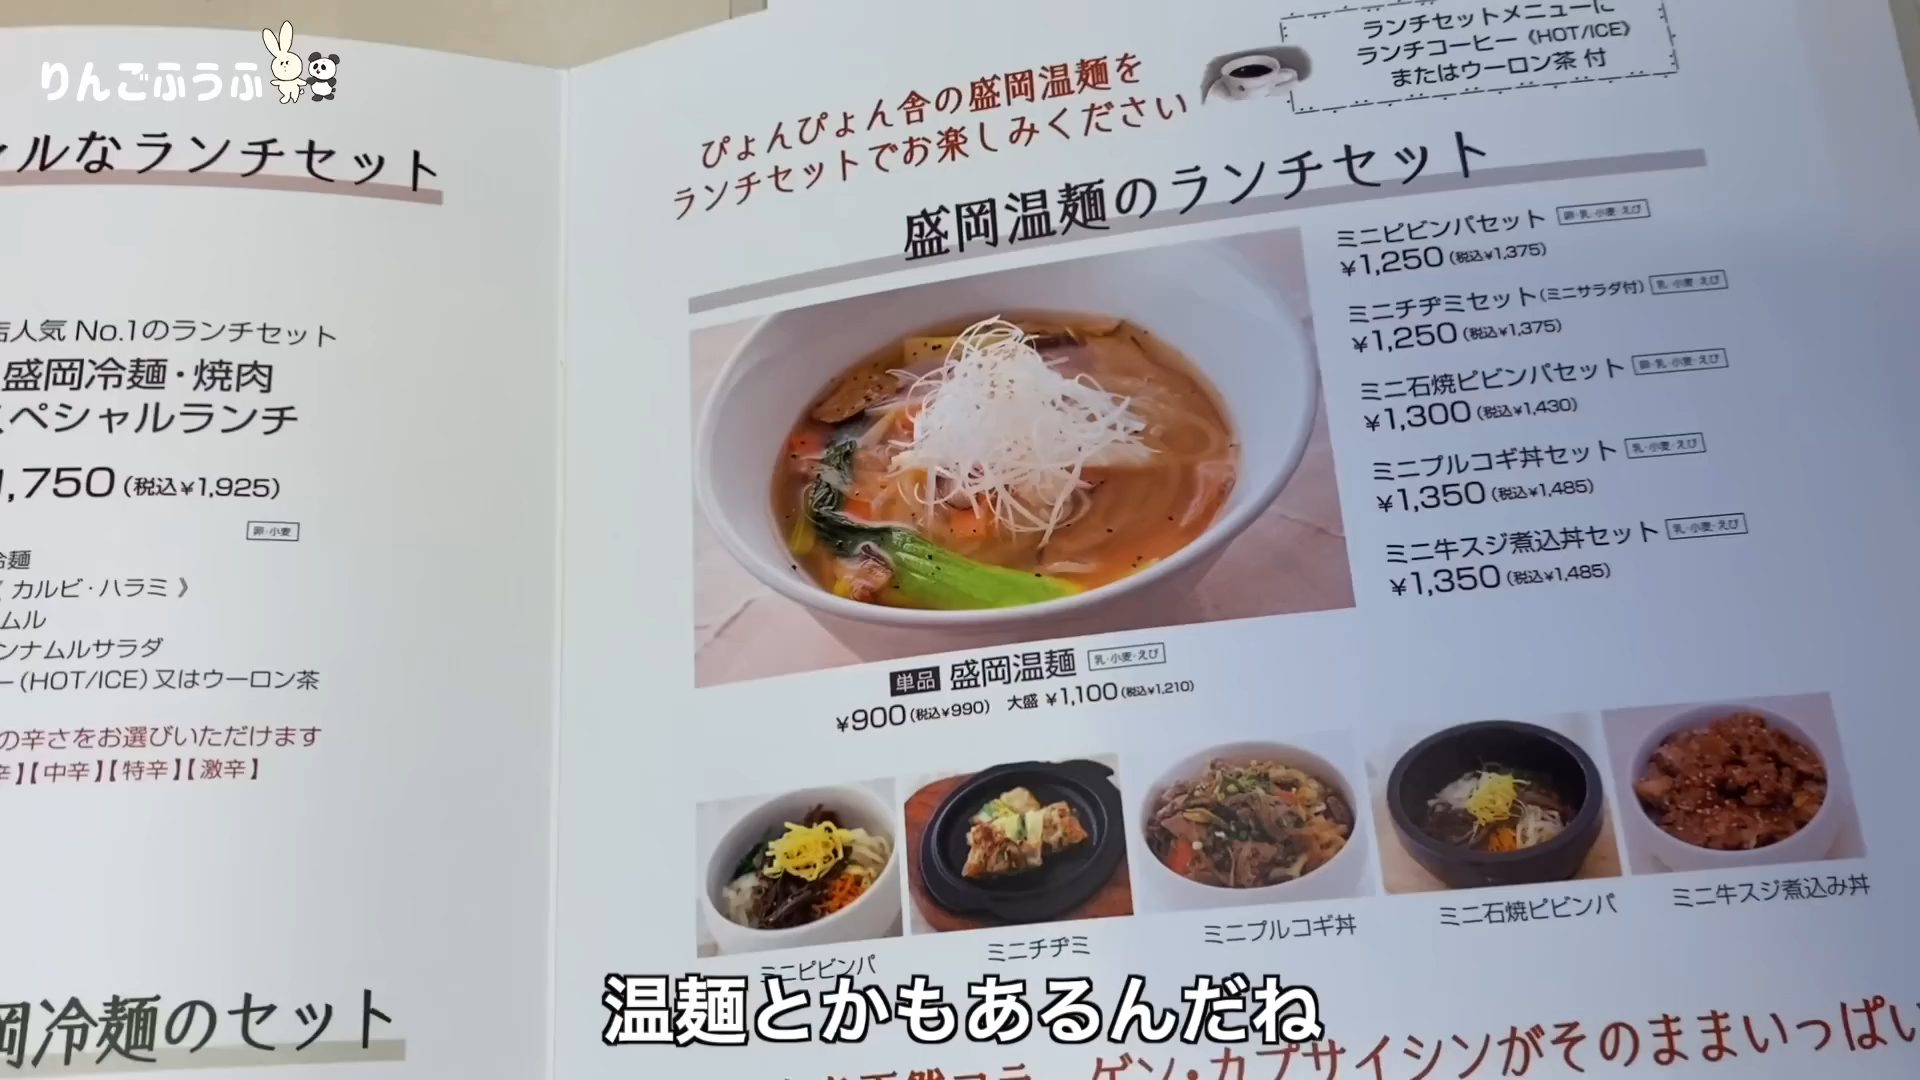 りんごふうふ
ルなランチセット
人気 No.1のランチセット
盛岡冷麺・焼肉
ペシャルランチ
,750(税込¥1,925)
卵・小麦
冷麺
カルビ・ハラミ》
ムル
ンナムルサラダ
ー(HOT/ICE)又はウーロン茶
の辛さをお選びいただけます
辛】【中辛】【特辛】【激辛】
岡冷麺のセット
ランチセットメニューに
ランチコーヒー《HOT/ICE》
またはウーロン茶 付
ぴょんぴょん舎の盛岡温麺を
ランチセットでお楽しみください
盛岡温麺のランチセット
ミニビビンパセット 卵・乳・小麦・えび
¥1,250(税込¥1,375)
ミニチヂミセット(ミニサラダ付) 乳・小麦・えび
¥1,250(税込¥1,375)
ミニ石焼ビビンパセット 卵・乳・小麦・えび
¥1,300(税込¥1,430)
ミニプルコギ丼セット 乳・小麦・えび
¥1,350(税込¥1,485)
ミニ牛スジ煮込丼セット 乳・小麦・えび
¥1,350(税込¥1,485)
単品 盛岡温麺 乳・小麦・えび
¥900(税込¥990) 大盛 ¥1,100(税込¥1,210)
ミニビビンパ
ミニチヂミ
ミニプルコギ丼
ミニ石焼ビビンパ
ミニ牛スジ煮込み丼
温麺とかもあるんだね
ゲン・カプサイシンがそのままいっぱい